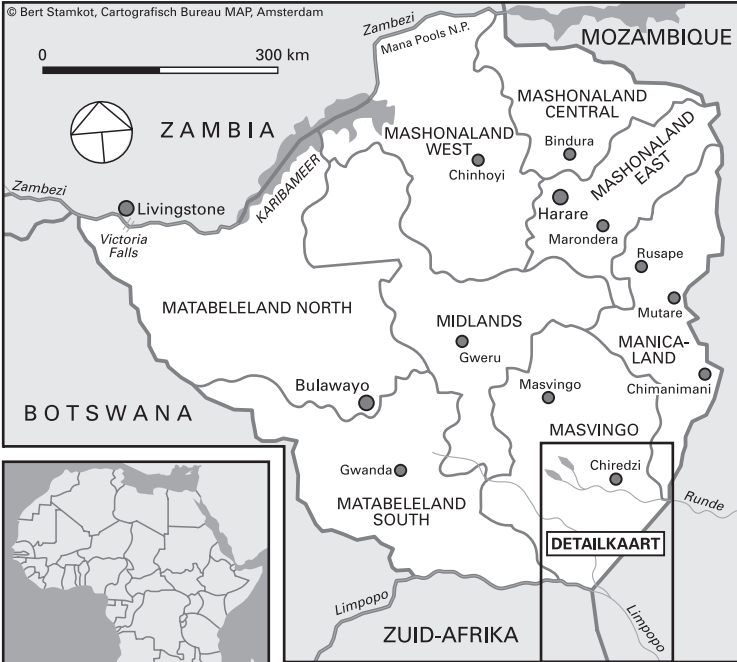 © Bert Stamkot, Cartografisch Bureau MAP, Amsterdam
0 300 km
Zambezi
Mana Pools N.P.
MOZAMBIQUE
ZAMBIA
MASHONALAND
CENTRAL
Bindura
MASHONALAND
WEST
Chinhoyi
MASHONALAND
EAST
KARIBAMEER
Zambezi
Livingstone
Victoria
Falls
Harare
Marondera
Rusape
Mutare
MATABELELAND NORTH
MIDLANDS
Gweru
MANICA-
LAND
Chimanimani
Bulawayo
Masvingo
BOTSWANA
MASVINGO
Gwanda
Chiredzi
MATABELELAND
SOUTH
Runde
DETAILKAART
Limpopo
ZUID-AFRIKA
Limpopo